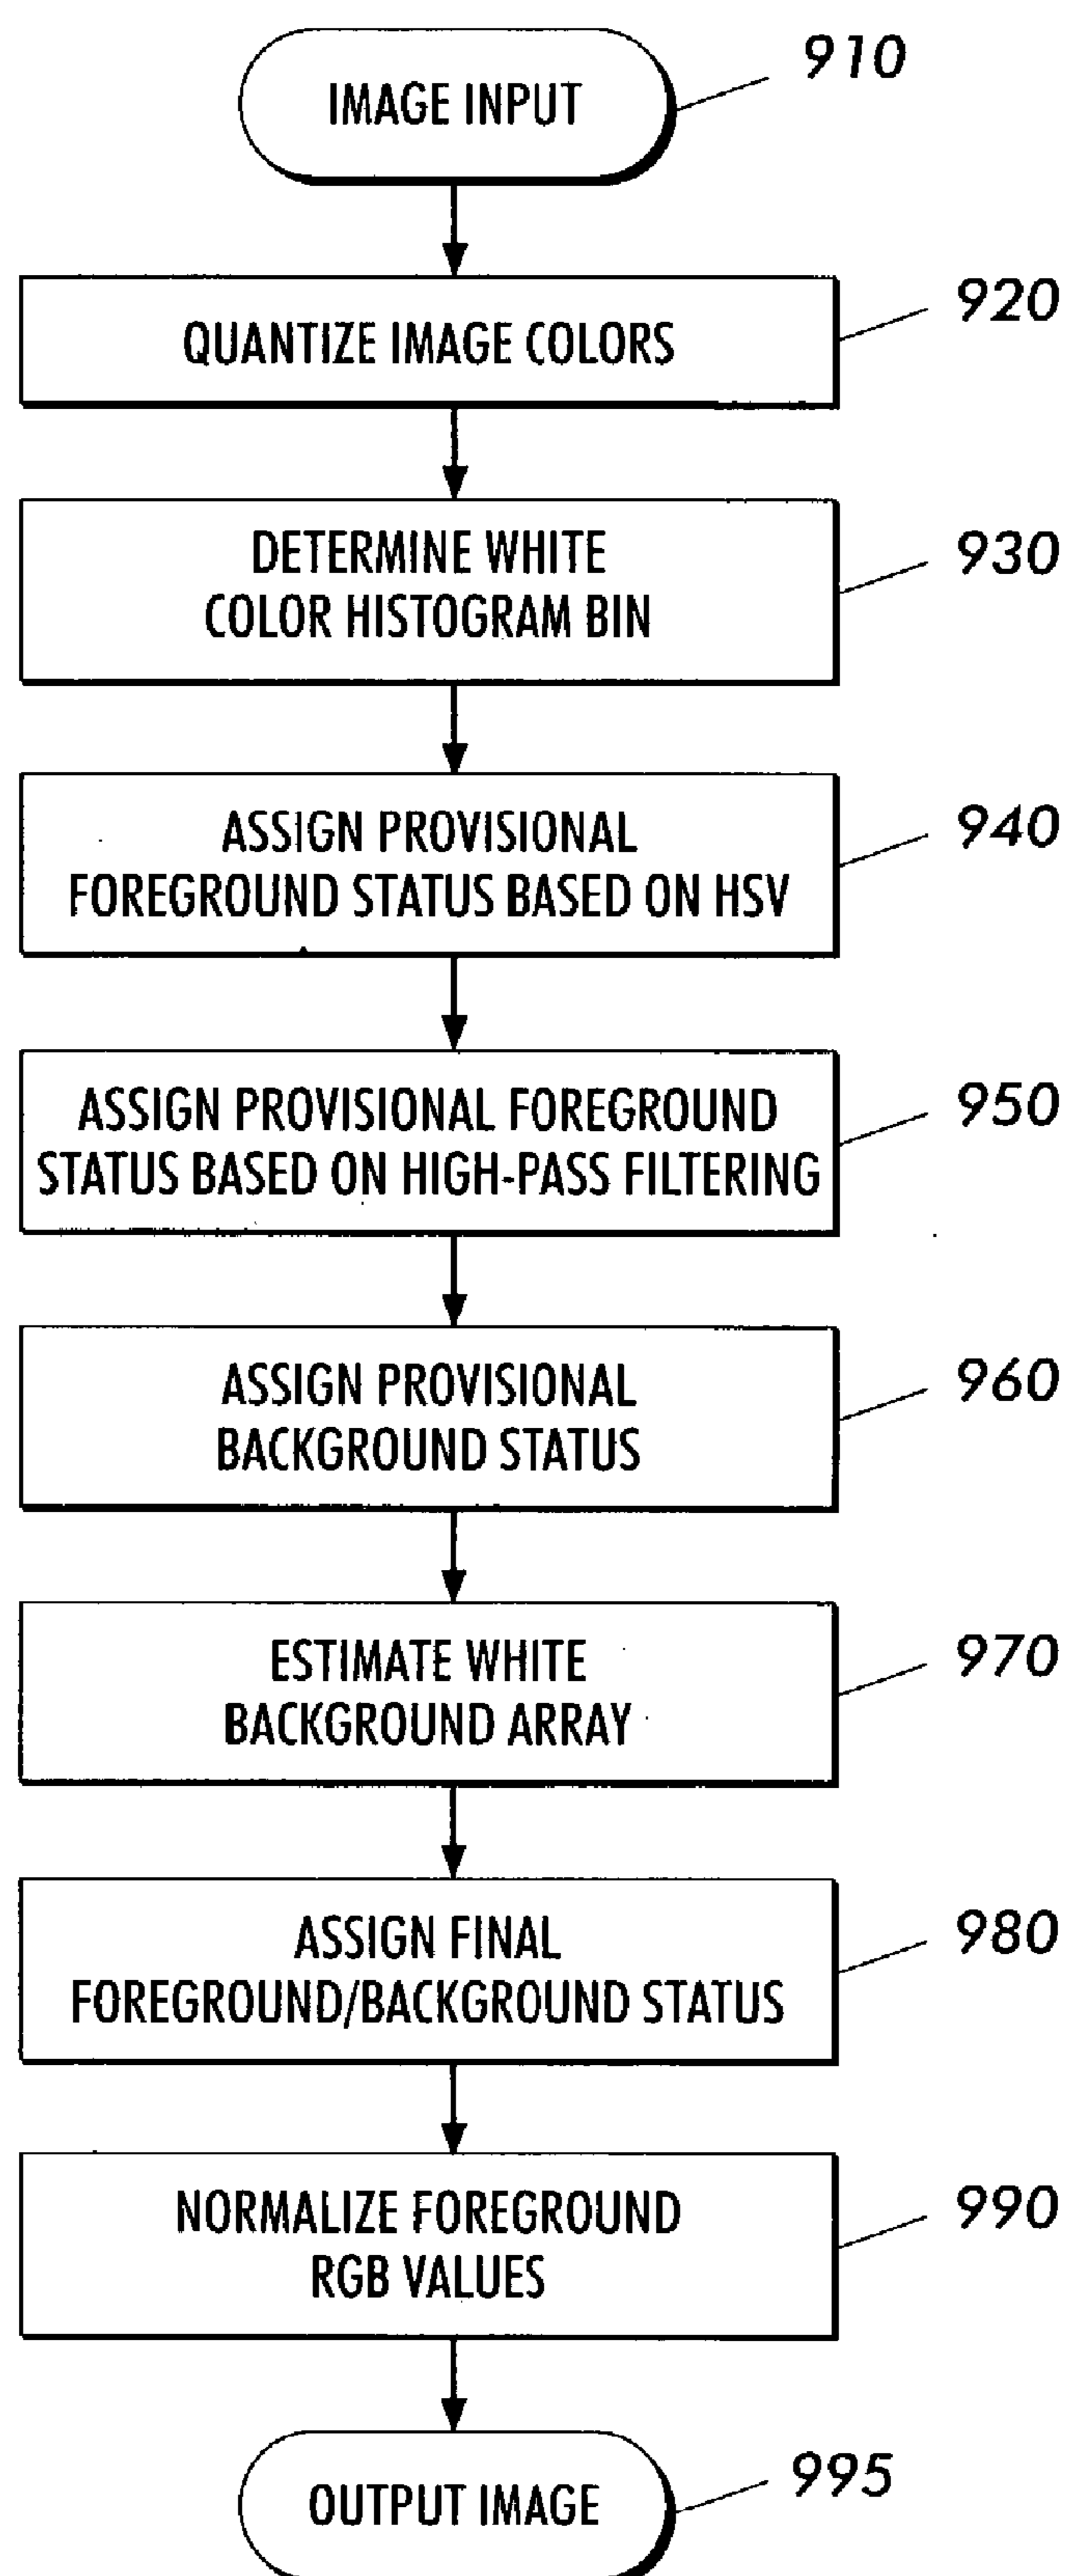 IMAGE INPUT
910
QUANTIZE IMAGE COLORS
920
DETERMINE WHITE
COLOR HISTOGRAM BIN
930
ASSIGN PROVISIONAL
FOREGROUND STATUS BASED ON HSV
940
ASSIGN PROVISIONAL FOREGROUND
STATUS BASED ON HIGH-PASS FILTERING
950
ASSIGN PROVISIONAL
BACKGROUND STATUS
960
ESTIMATE WHITE
BACKGROUND ARRAY
970
ASSIGN FINAL
FOREGROUND/BACKGROUND STATUS
980
NORMALIZE FOREGROUND
RGB VALUES
990
OUTPUT IMAGE
995